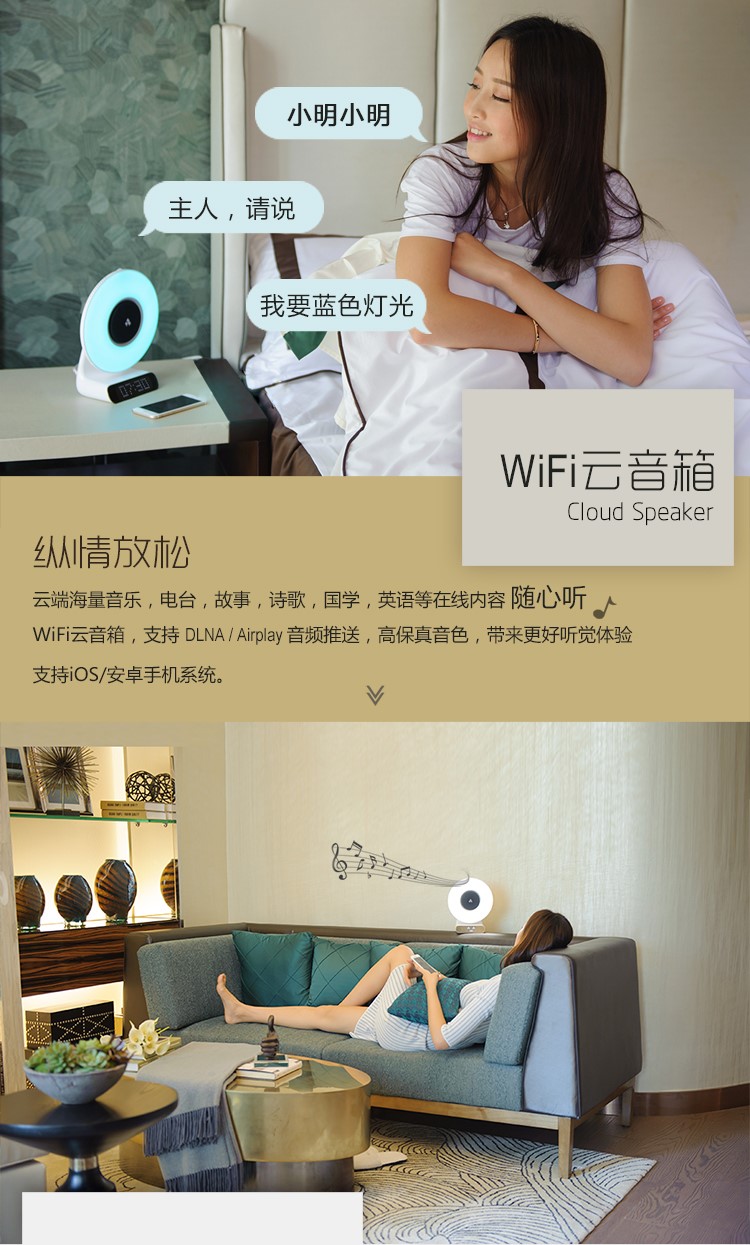 小明小明
主人，请说
我要蓝色灯光
07:30
WiFi云音箱
Cloud Speaker
纵情放松
云端海量音乐，电台，故事，诗歌，国学，英语等在线内容 随心听
WiFi云音箱，支持 DLNA / Airplay 音频推送，高保真音色，带来更好听觉体验
支持iOS/安卓手机系统。